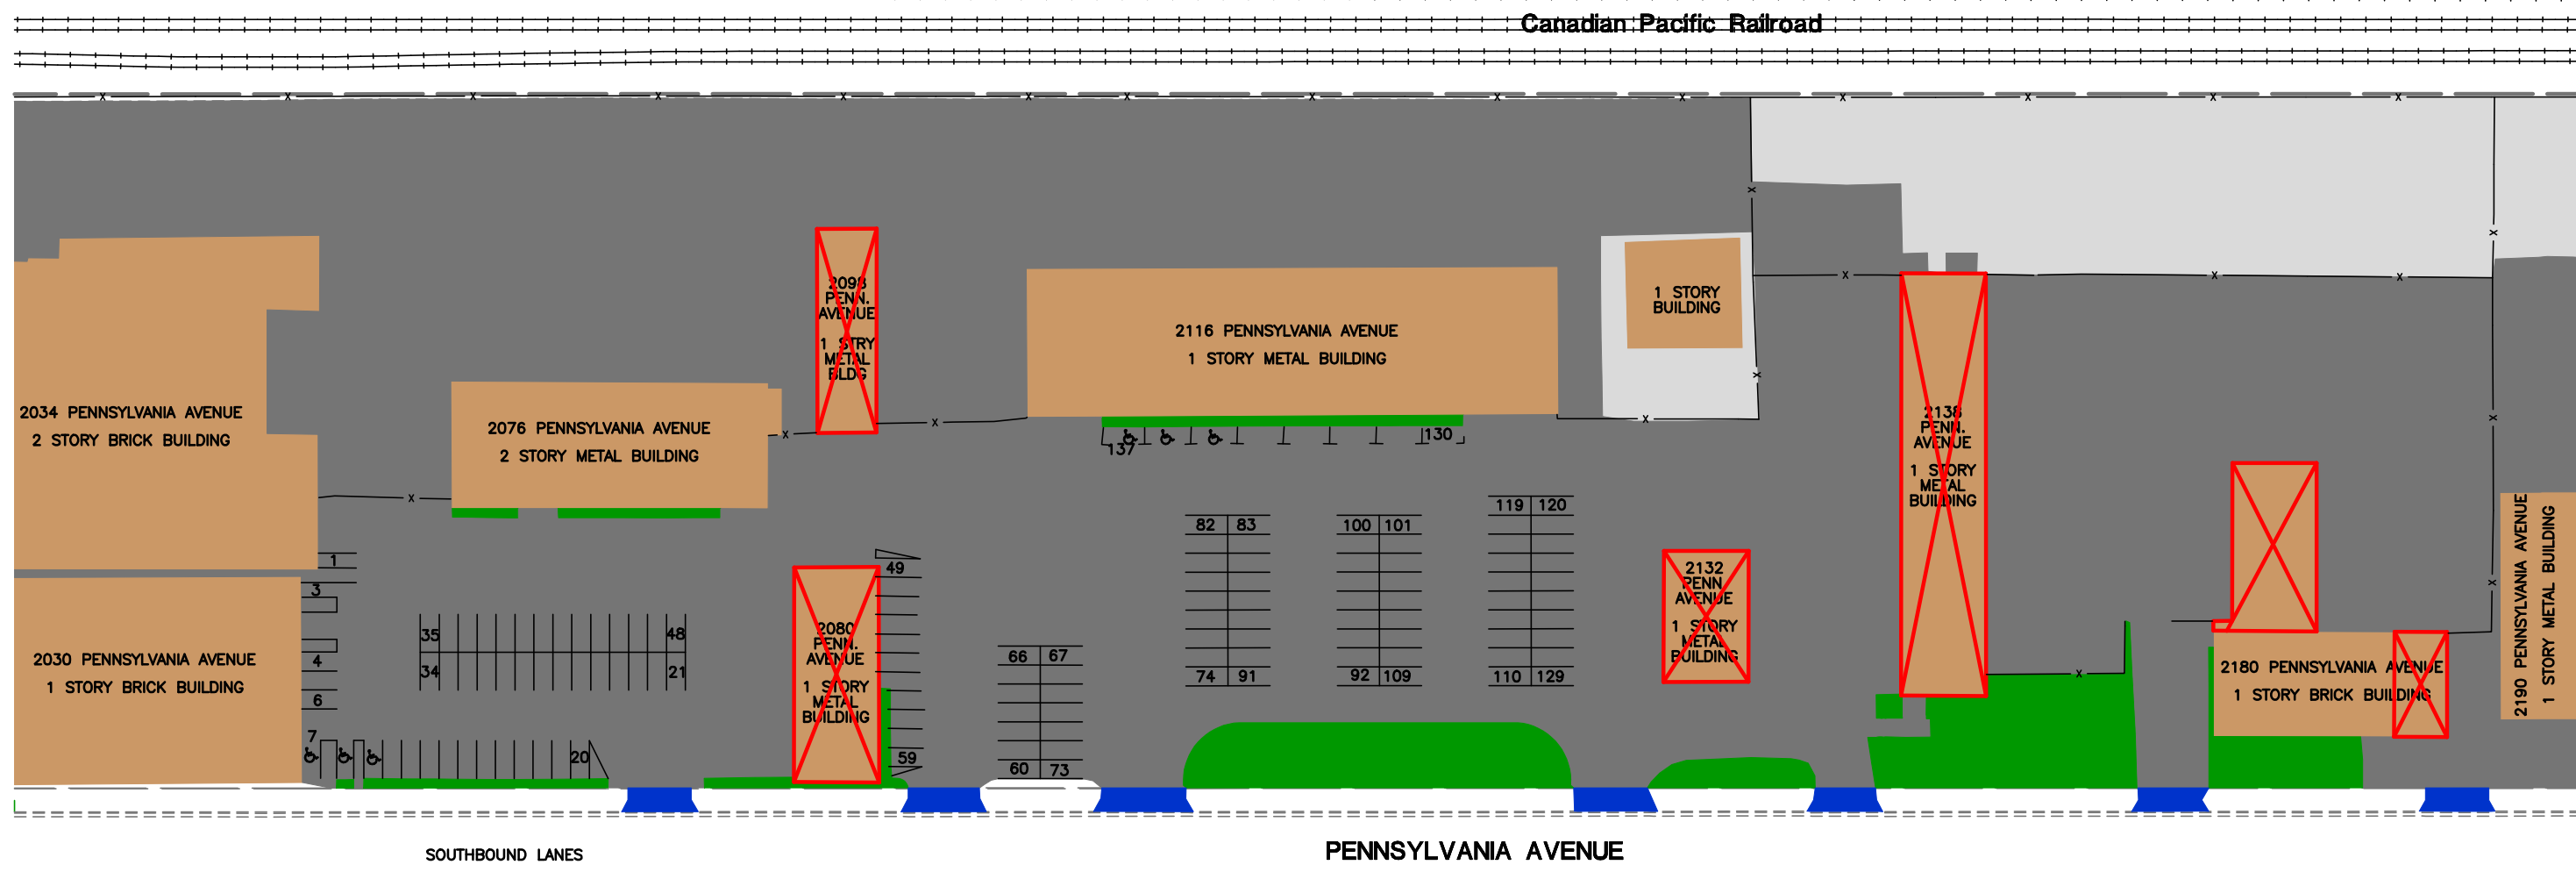 Canadian Pacific Railroad
2034 PENNSYLVANIA AVENUE
2 STORY BRICK BUILDING
2076 PENNSYLVANIA AVENUE
2 STORY METAL BUILDING
2098
PENN.
AVENUE
1 STRY
METAL
BLDG
2116 PENNSYLVANIA AVENUE
1 STORY METAL BUILDING
1 STORY
BUILDING
137
130
2138
PENN.
AVENUE
1 STORY
METAL
BUILDING
2190 PENNSYLVANIA AVENUE
1 STORY METAL BUILDING
2030 PENNSYLVANIA AVENUE
1 STORY BRICK BUILDING
1
3
4
6
7
20
35
48
34
21
2080
PENN.
AVENUE
1 STORY
METAL
BUILDING
49
59
66 67
60 73
82 83
74 91
100 101
92 109
119 120
110 129
2132
PENN
AVENUE
1 STORY
METAL
BUILDING
2180 PENNSYLVANIA AVENUE
1 STORY BRICK BUILDING
SOUTHBOUND LANES
PENNSYLVANIA AVENUE